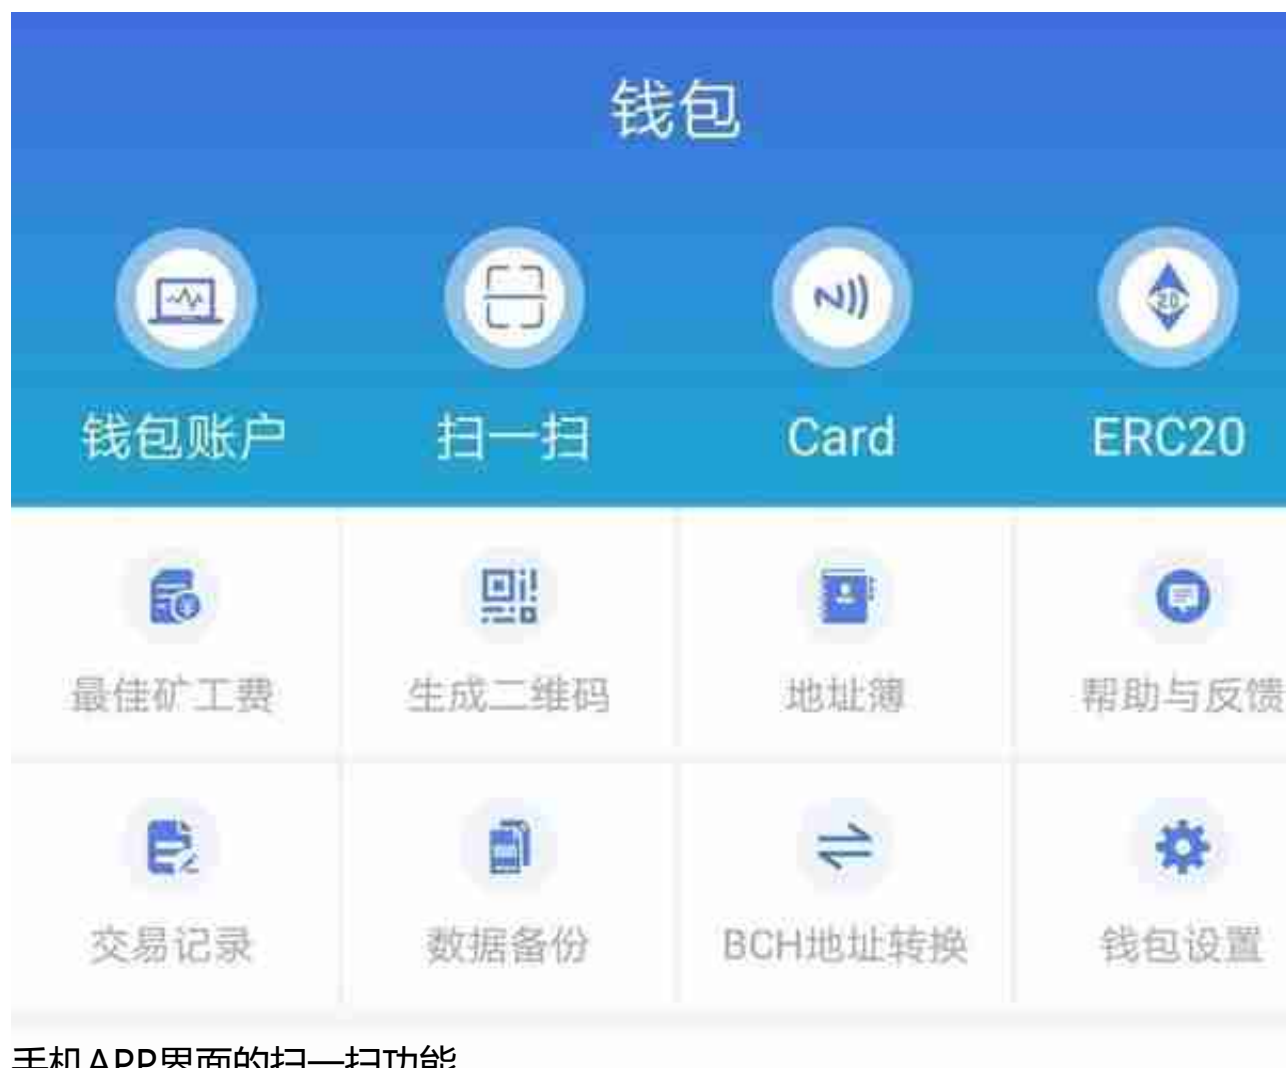 钱包
钱包账户 扫一扫 Card ERC20
最佳矿工费 生成二维码 地址簿 帮助与反馈
交易记录 数据备份 BCH地址转换 钱包设置
手机APP界面的扫一扫功能